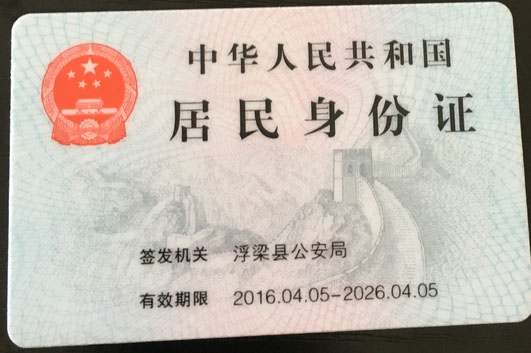 中华人民共和国
居民身份证
签发机关 浮梁县公安局
有效期限 2016.04.05-2026.04.05